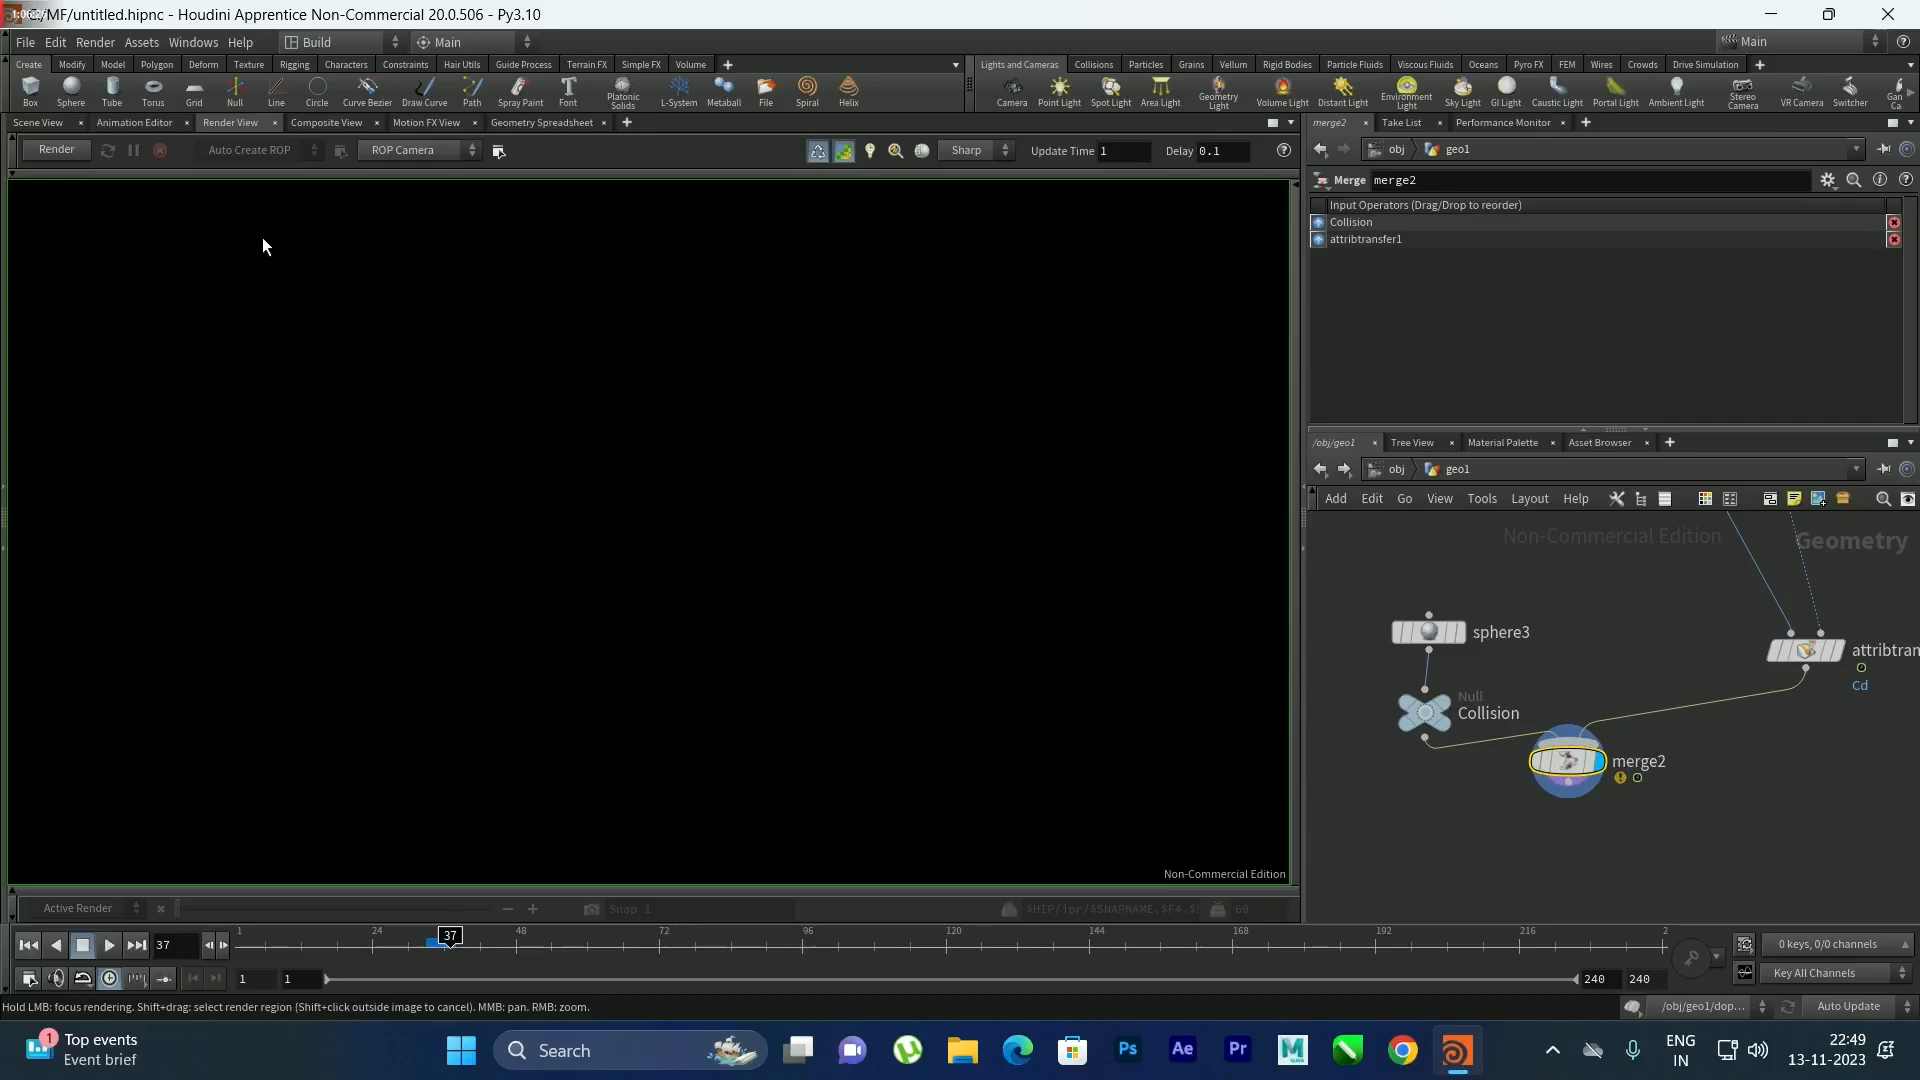 C:/MF/untitled.hipnc - Houdini Apprentice Non-Commercial 20.0.506 - Py3.10
File Edit Render Assets Windows Help Build Main Main
Create Modify Model Polygon Deform Texture Rigging Characters Constraints Hair Utils Guide Process Terrain FX Simple FX Volume
Lights and Cameras Collisions Particles Grains Vellum Rigid Bodies Particle Fluids Viscous Fluids Oceans Pyro FX FEM Wires Crowds Drive Simulation
Box Sphere Tube Torus Grid Null Line Circle Curve Bezier Draw Curve Path Spray Paint Font Platonic Solids L-System Metaball File Spiral Helix
Camera Point Light Spot Light Area Light Geometry Light Volume Light Distant Light Environment Light Sky Light GI Light Caustic Light Portal Light Ambient Light Stereo Camera VR Camera Switcher Gan Ca
Scene View Animation Editor Render View Composite View Motion FX View Geometry Spreadsheet
merge2 Take List Performance Monitor
Render Auto Create ROP ROP Camera Sharp Update Time 1 Delay 0.1
obj geo1
Merge merge2
Input Operators (Drag/Drop to reorder)
Collision
attribtransfer1
/obj/geo1 Tree View Material Palette Asset Browser
obj geo1
Add Edit Go View Tools Layout Help
Non-Commercial Edition
Geometry
sphere3
attribtran
Cd
Null
Collision
merge2
Non-Commercial Edition
Active Render Snap 1 $HIP/ipr/$SNAPNAME.$F4.$
37 1 24 37 48 72 96 120 144 168 192 216 2
0 keys, 0/0 channels
1 1 240 240
Key All Channels
Hold LMB: focus rendering. Shift+drag: select render region (Shift+click outside image to cancel). MMB: pan. RMB: zoom.
/obj/geo1/dop... Auto Update
1
Top events
Event brief
Search
Ps Ae Pr M
ENG
IN
22:49
13-11-2023